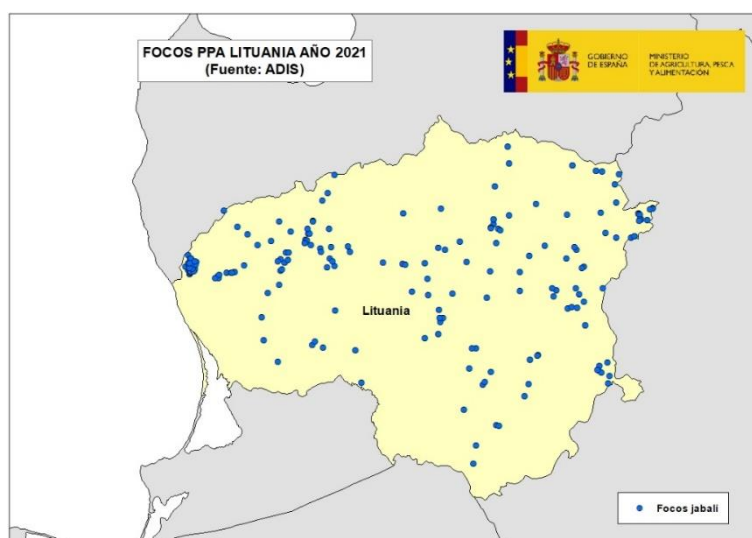 FOCOS PPA LITUANIA AÑO 2021
(Fuente: ADIS)
GOBIERNO
DE ESPAÑA
MINISTERIO
DE AGRICULTURA, PESCA
Y ALIMENTACIÓN
Lituania
Focos jabalí